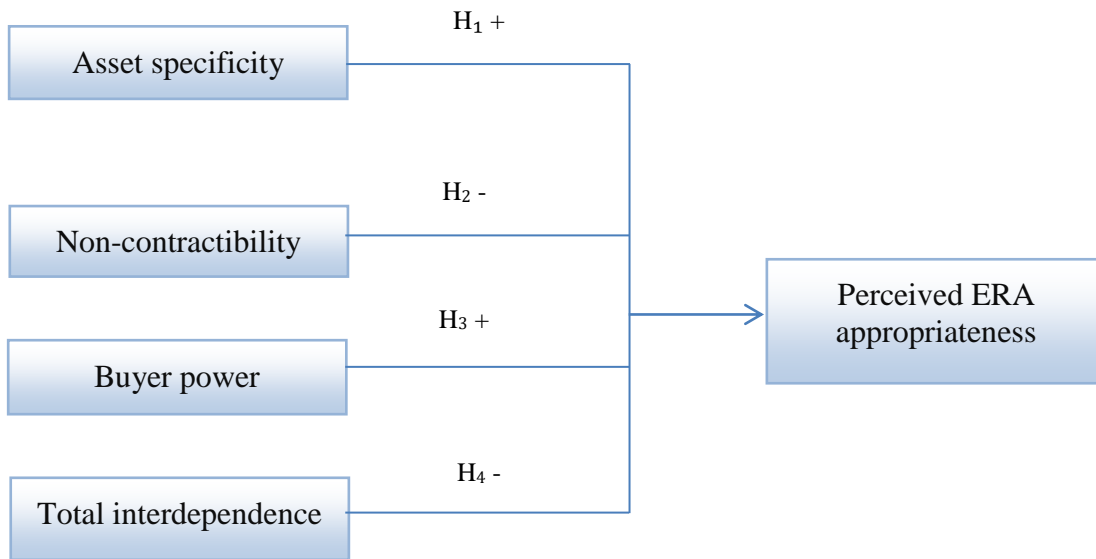 H₁ +
Asset specificity
H₂ -
Non-contractibility
H₃ +
Buyer power
H₄ -
Total interdependence
Perceived ERA
appropriateness